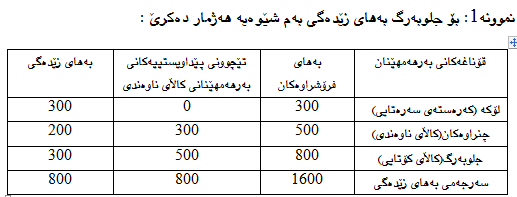 نموونه1: بۆ جلوبەرگ بەهای زێدەگی بەم شێوەیە هەژمار دەکرێ :
قۆناغەکانی بەرهەمهێنان بەهای فرۆشراوەکان تێچوونی پێداویستییەکانی بەرهەمهێنانی کاڵای ناوەندی بەهای زێدەگی
لۆکە (کەرەستەی سەرەتایی) 300 0 300
چنراوەکان(کاڵای ناوەندی) 500 300 200
جلوبەرگ(کاڵای کۆتایی) 800 500 300
سەرجەمی بەهای زێدەگی 1600 800 800